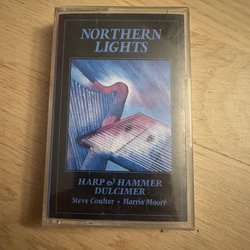 NORTHERN
LIGHTS
HARP & HAMMER
DULCIMER
Steve Coulter • Harris Moore